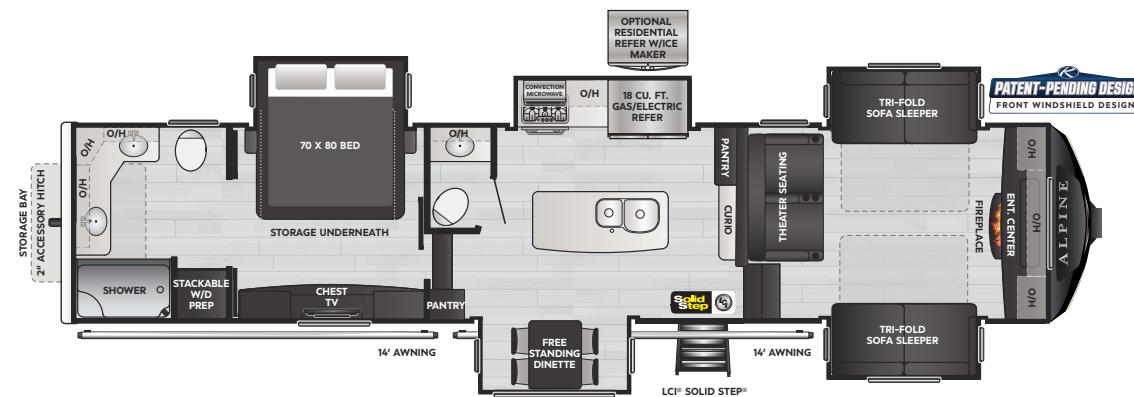 OPTIONAL
RESIDENTIAL
REFER W/ICE
MAKER
PATENT-PENDING DESIGN
FRONT WINDSHIELD DESIGN
CONVECTION
MICROWAVE
O/H
18 CU. FT.
GAS/ELECTRIC
REFER
TRI-FOLD
SOFA SLEEPER
O/H
O/H
O/H
70 X 80 BED
O/H
PANTRY
THEATER SEATING
O/H
STORAGE BAY
2" ACCESSORY HITCH
O/H
STORAGE UNDERNEATH
CURIO
FIREPLACE
ENT. CENTER
O/H
ALPINE
SHOWER
STACKABLE
W/D
PREP
CHEST
TV
PANTRY
Solid
Step
LCI
O/H
FREE
STANDING
DINETTE
TRI-FOLD
SOFA SLEEPER
14' AWNING
14' AWNING
LCI® SOLID STEP®